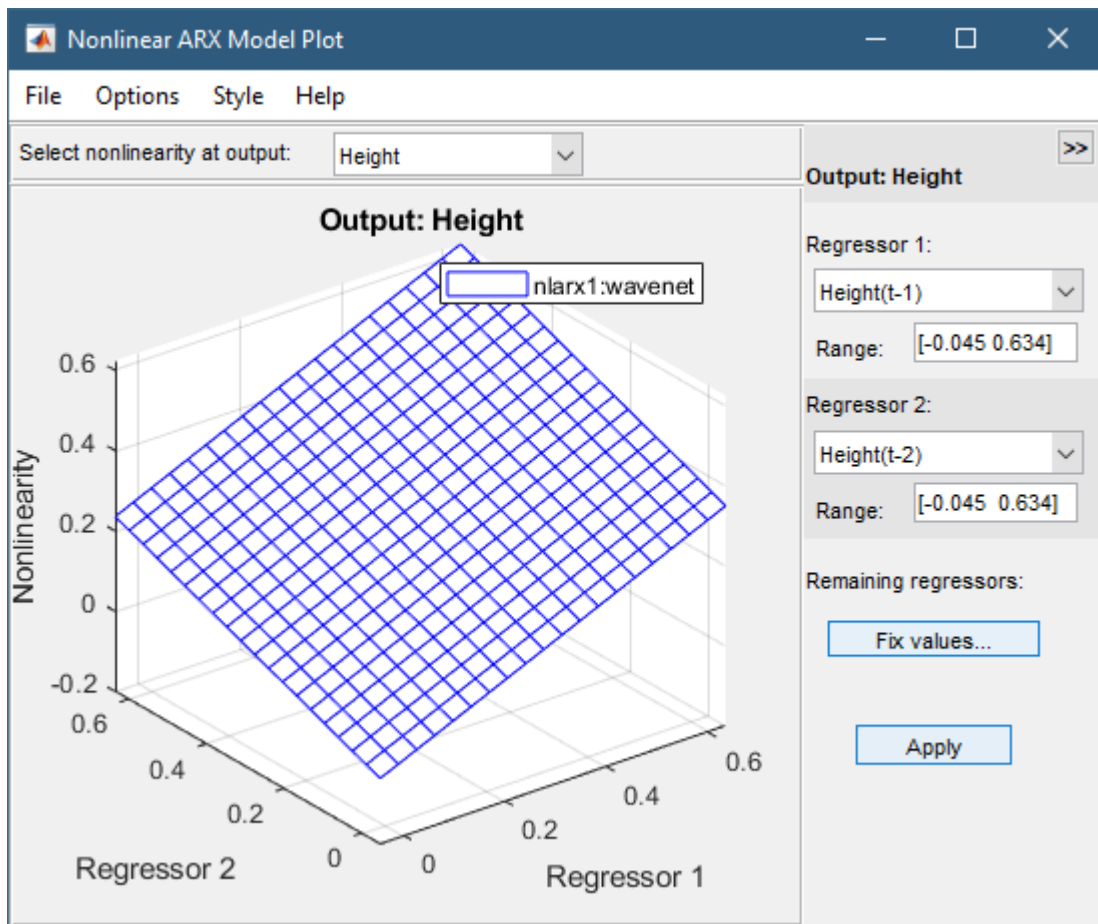 Nonlinear ARX Model Plot
File Options Style Help
Select nonlinearity at output: Height
>>
Output: Height
Output: Height
nlarx1:wavenet
Nonlinearity
0.6
0.4
0.2
0
-0.2
0.6
0.4
0.2
0
Regressor 2
0
0.2
0.4
0.6
Regressor 1
Regressor 1:
Height(t-1)
Range: [-0.045 0.634]
Regressor 2:
Height(t-2)
Range: [-0.045 0.634]
Remaining regressors:
Fix values...
Apply